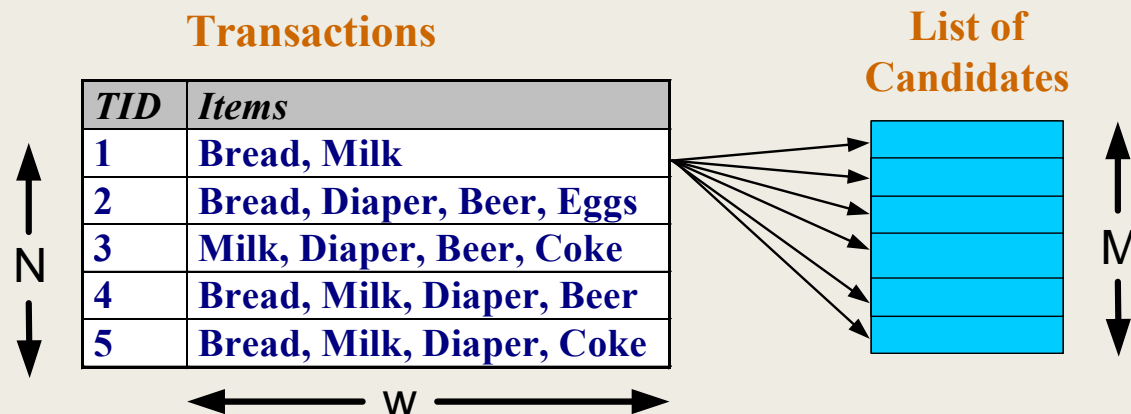 Transactions
List of
Candidates
TID Items
1 Bread, Milk
2 Bread, Diaper, Beer, Eggs
3 Milk, Diaper, Beer, Coke
4 Bread, Milk, Diaper, Beer
5 Bread, Milk, Diaper, Coke
N
M
w